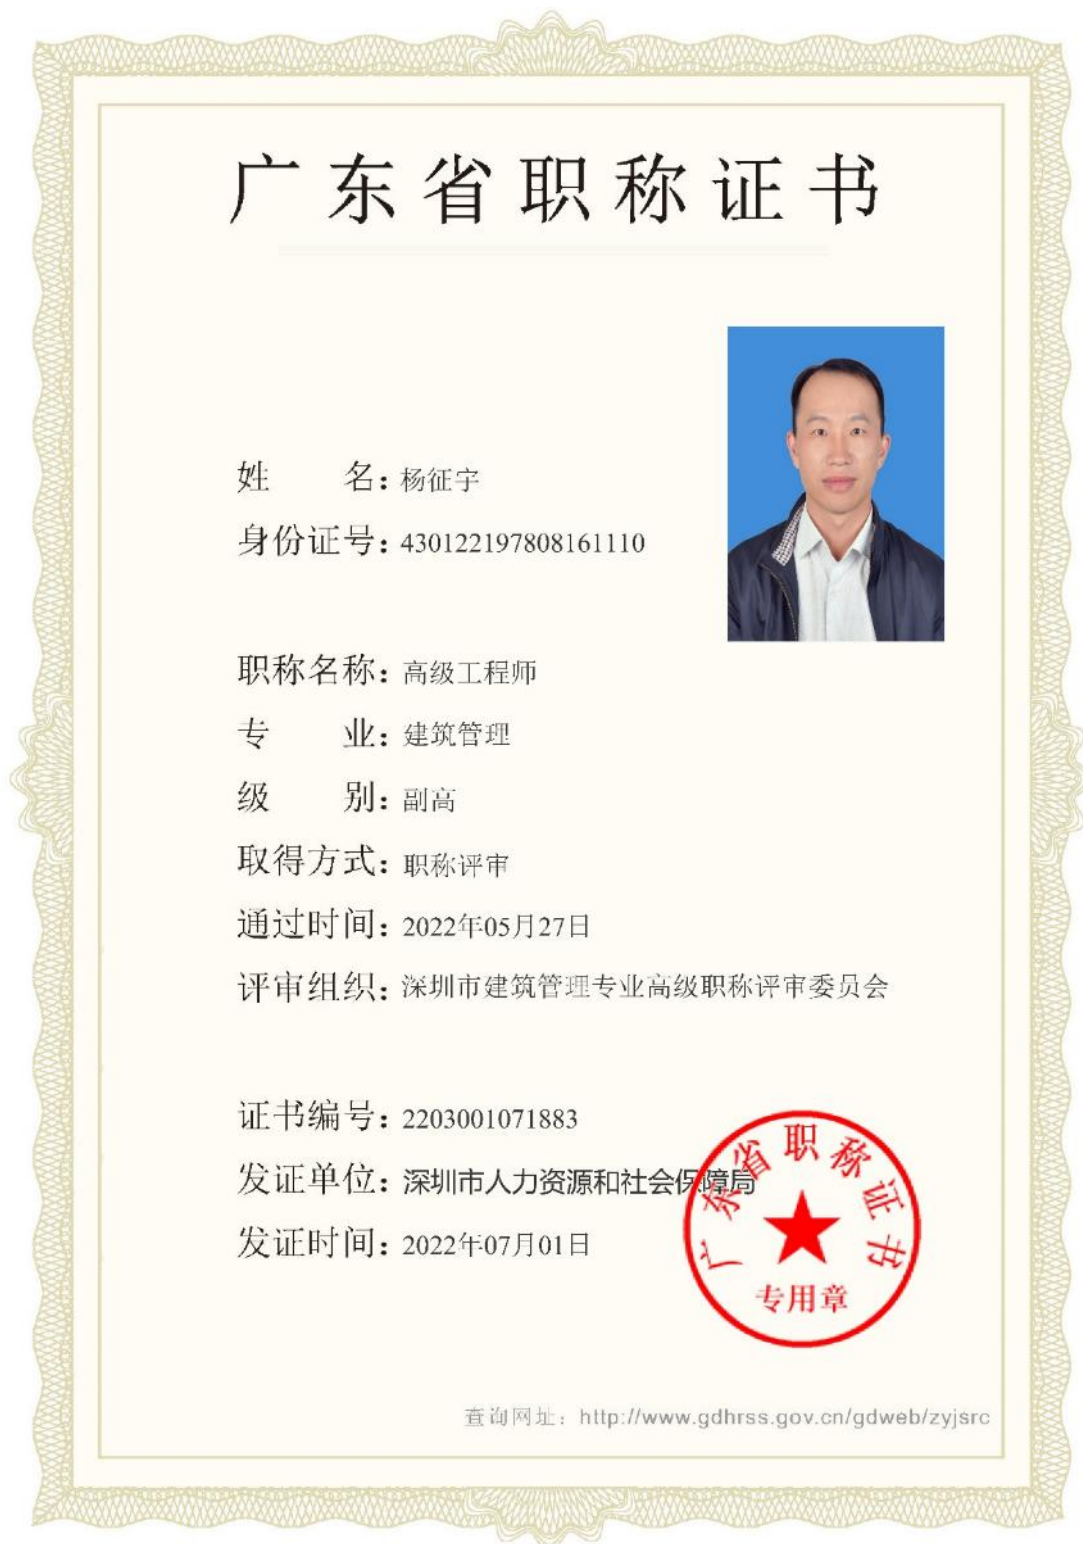 广东省职称证书
姓 名：杨征宇
身份证号：430122197808161110
职称名称：高级工程师
专 业：建筑管理
级 别：副高
取得方式：职称评审
通过时间：2022年05月27日
评审组织：深圳市建筑管理专业高级职称评审委员会
证书编号：2203001071883
发证单位：深圳市人力资源和社会保障局
发证时间：2022年07月01日
广东省职称证书
专用章
查询网址：http://www.gdhrss.gov.cn/gdweb/zyjsrc